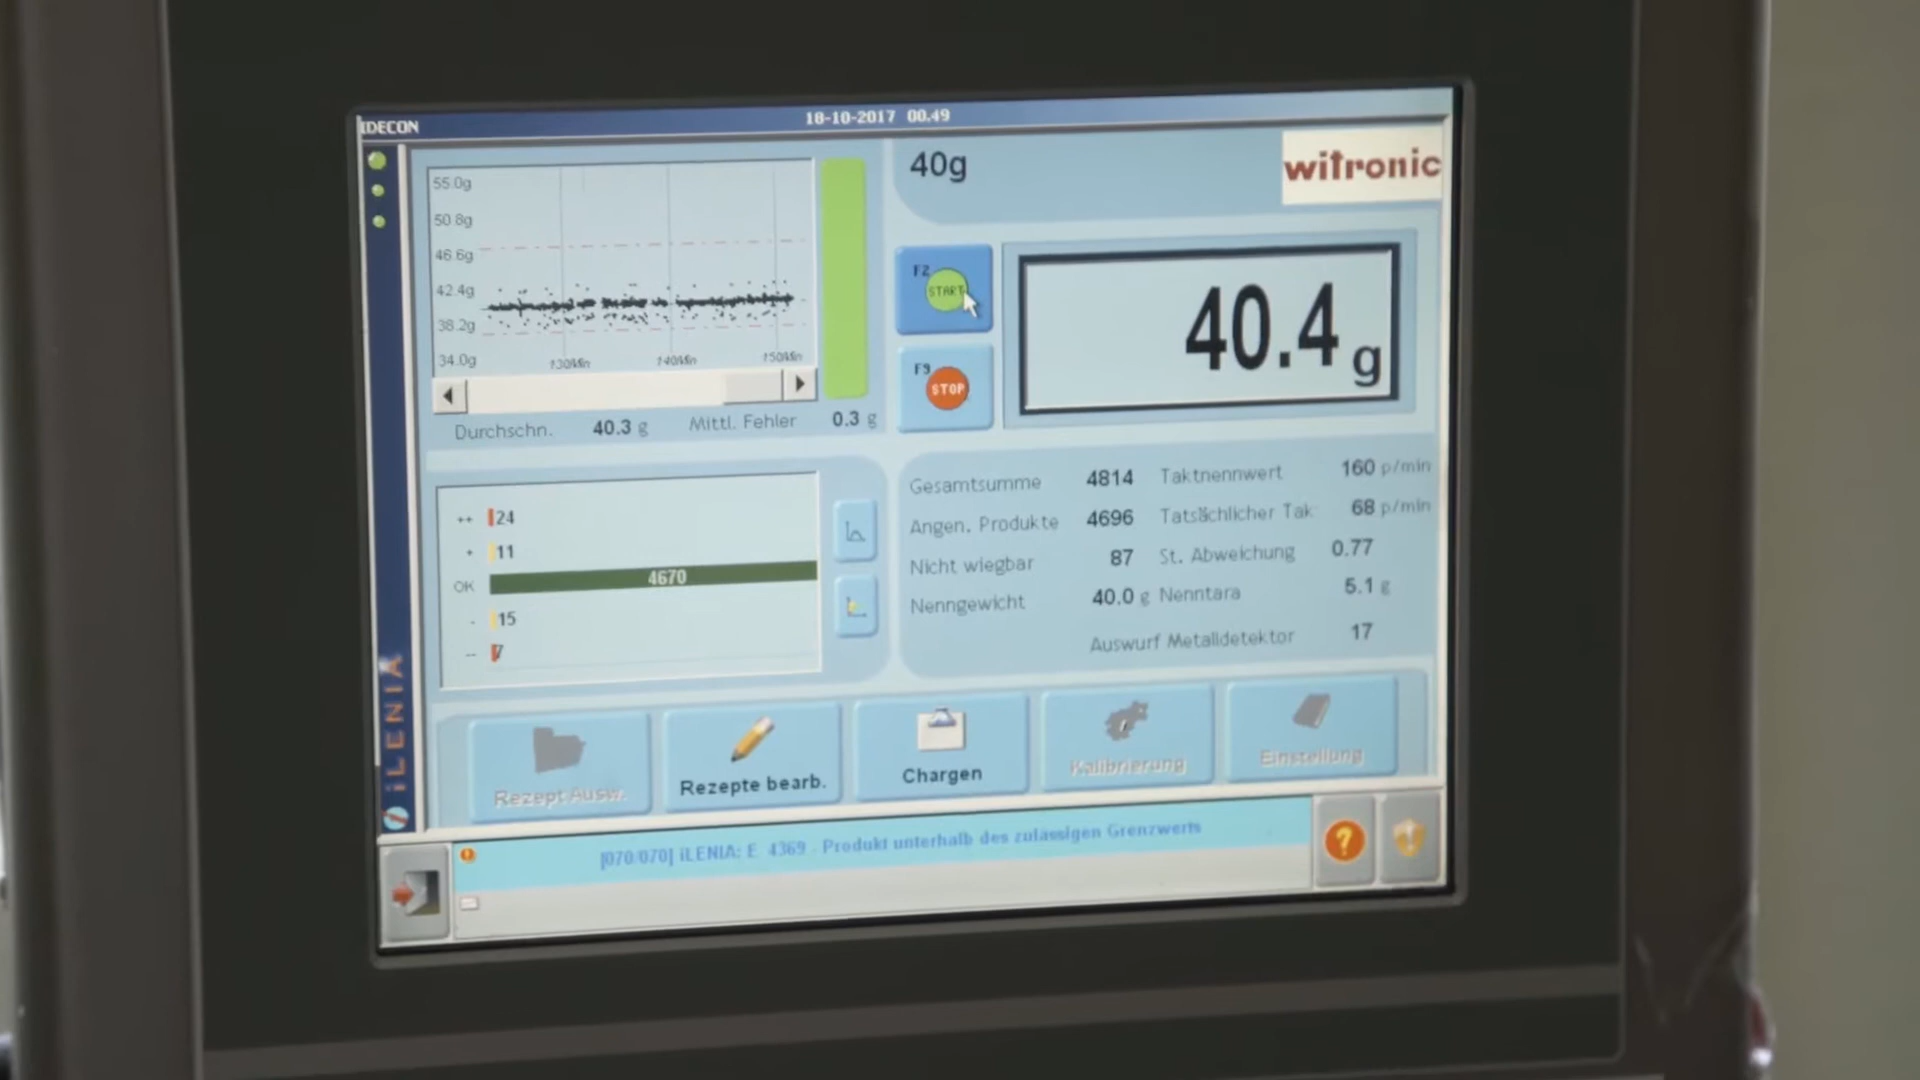 IDECON
18-10-2017 00.49
55.0g
50.8g
46.6g
42.4g
38.2g
34.0g
130Min 140Min 150Min
Durchschn. 40.3 g Mittl. Fehler 0.3 g
40g
witronic
F2
START
F9
STOP
40.4 g
++ 24
+ 11
OK 4670
- 15
-- 7
Gesamtsumme 4814 Taktnennwert 160 p/min
Angen. Produkte 4696 Tatsächlicher Tak 68 p/min
Nicht wiegbar 87 St. Abweichung 0.77
Nenngewicht 40.0 g Nenntara 5.1 g
Auswurf Metalldetektor 17
iLENIA
Rezept Ausw.
Rezepte bearb.
Chargen
Kalibrierung
Einstellung
[070/070] iLENIA: E 4369 - Produkt unterhalb des zulässigen Grenzwerts
?